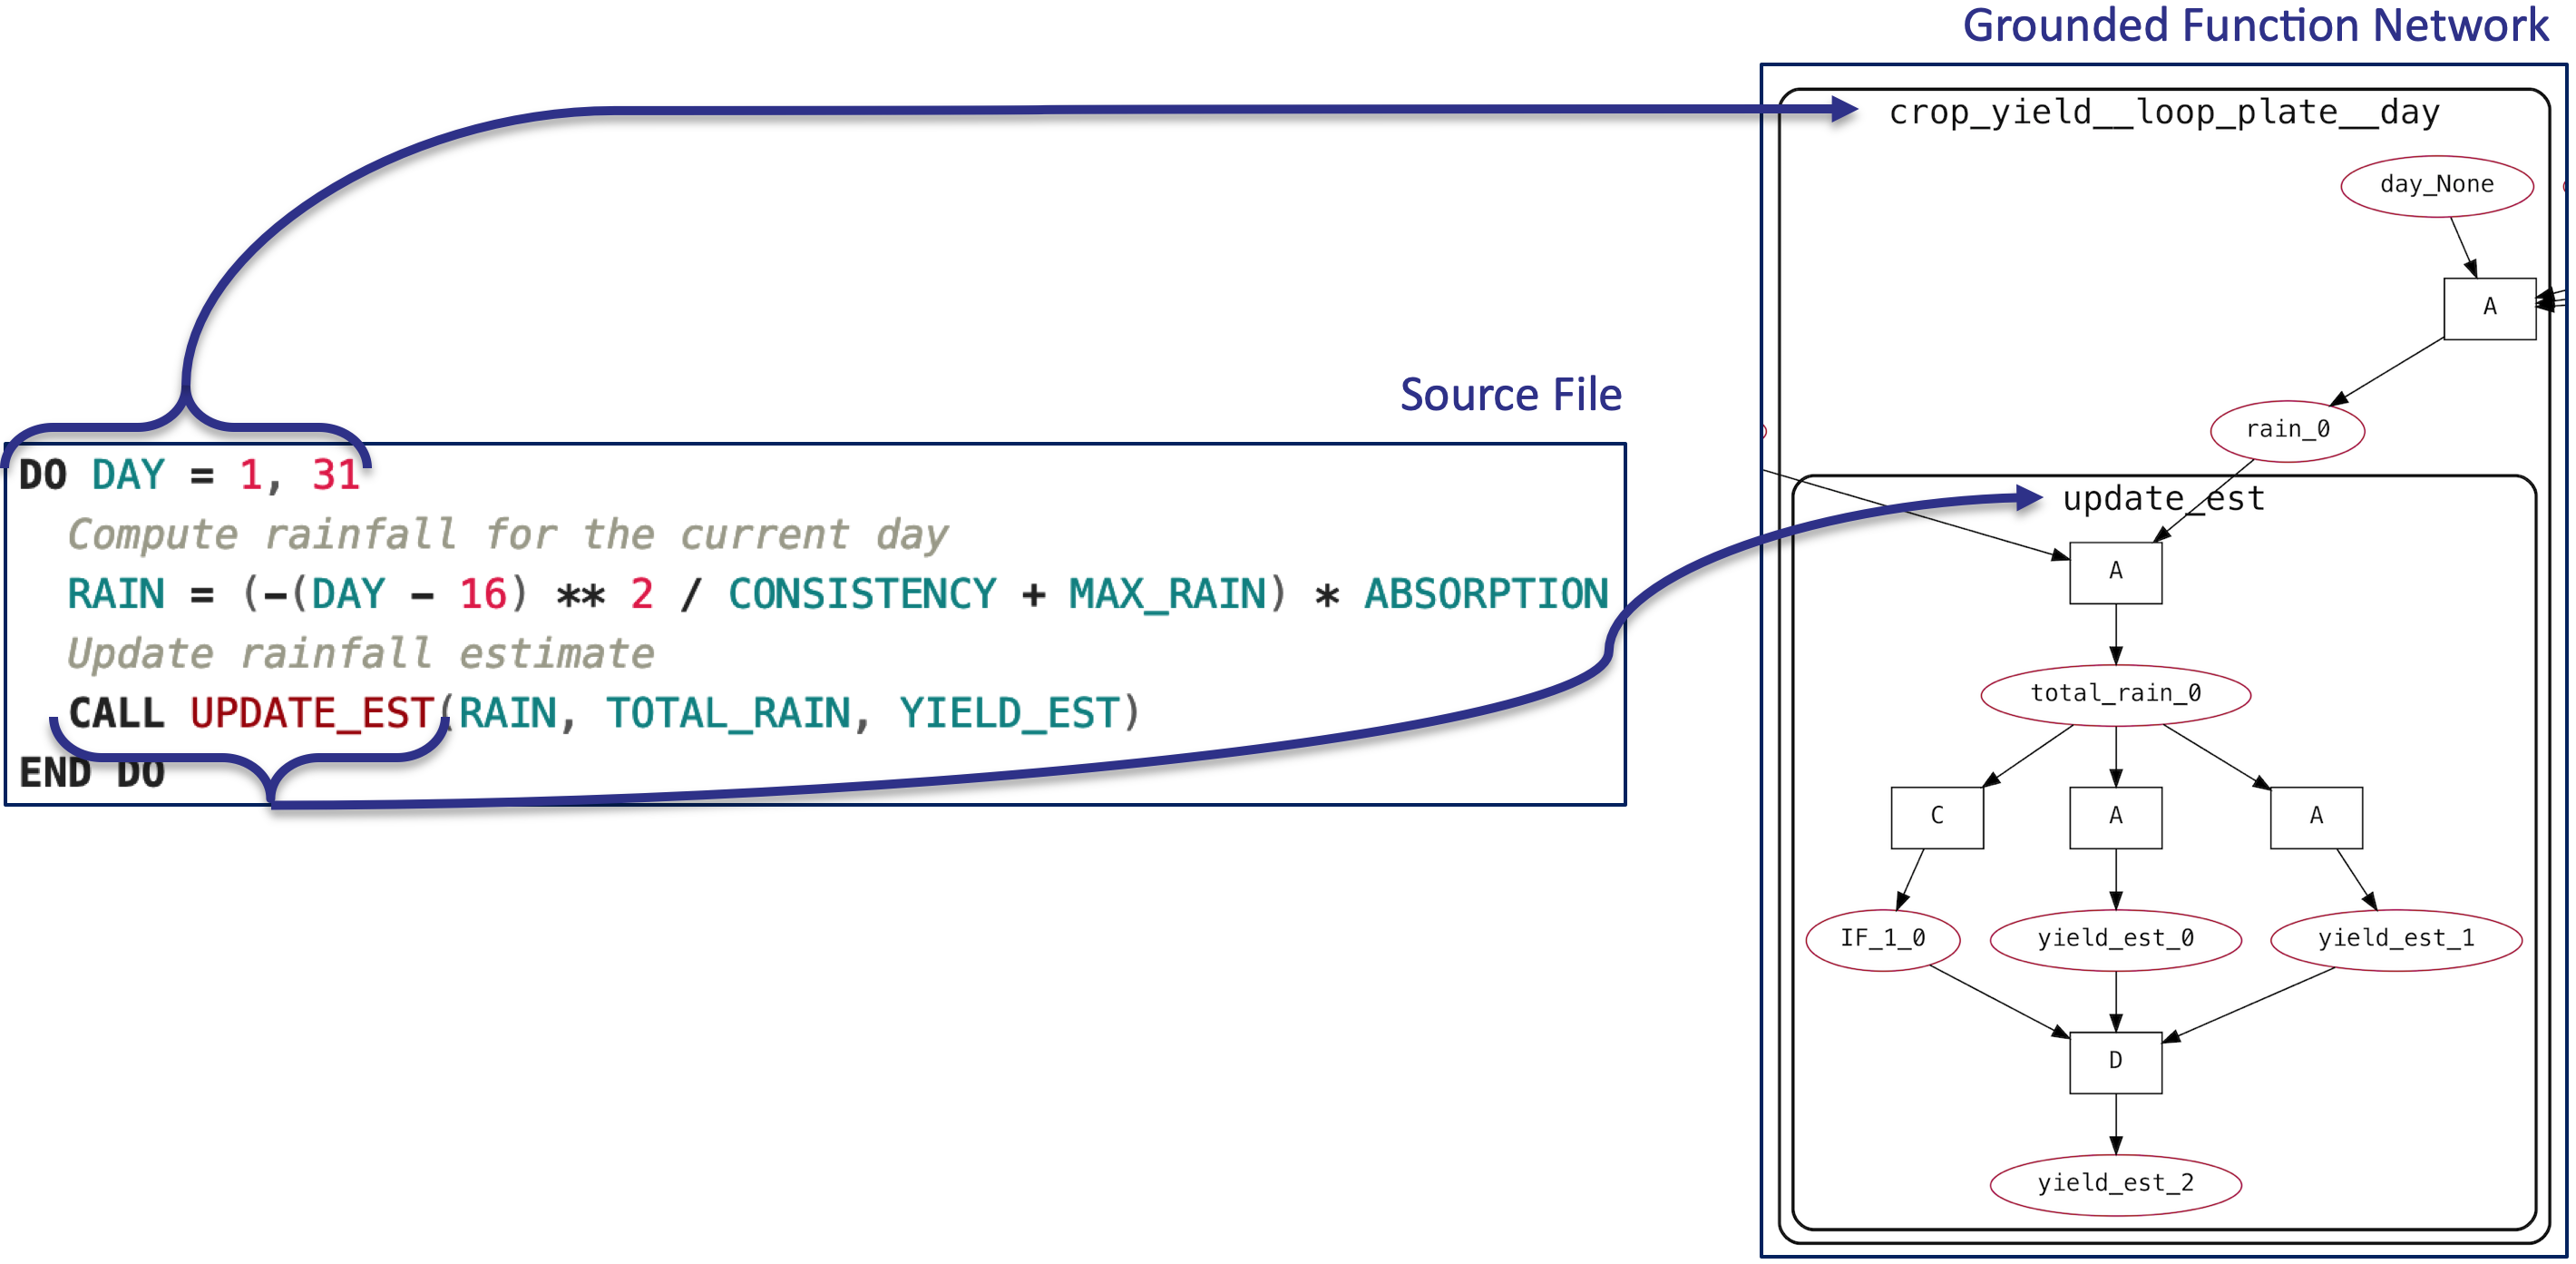 Grounded Function Network
crop_yield__loop_plate__day
day_None
A
rain_0
update_est
A
total_rain_0
C A A
IF_1_0 yield_est_0 yield_est_1
D
yield_est_2
Source File
DO DAY = 1, 31
Compute rainfall for the current day
RAIN = (-(DAY - 16) ** 2 / CONSISTENCY + MAX_RAIN) * ABSORPTION
Update rainfall estimate
CALL UPDATE_EST(RAIN, TOTAL_RAIN, YIELD_EST)
END DO